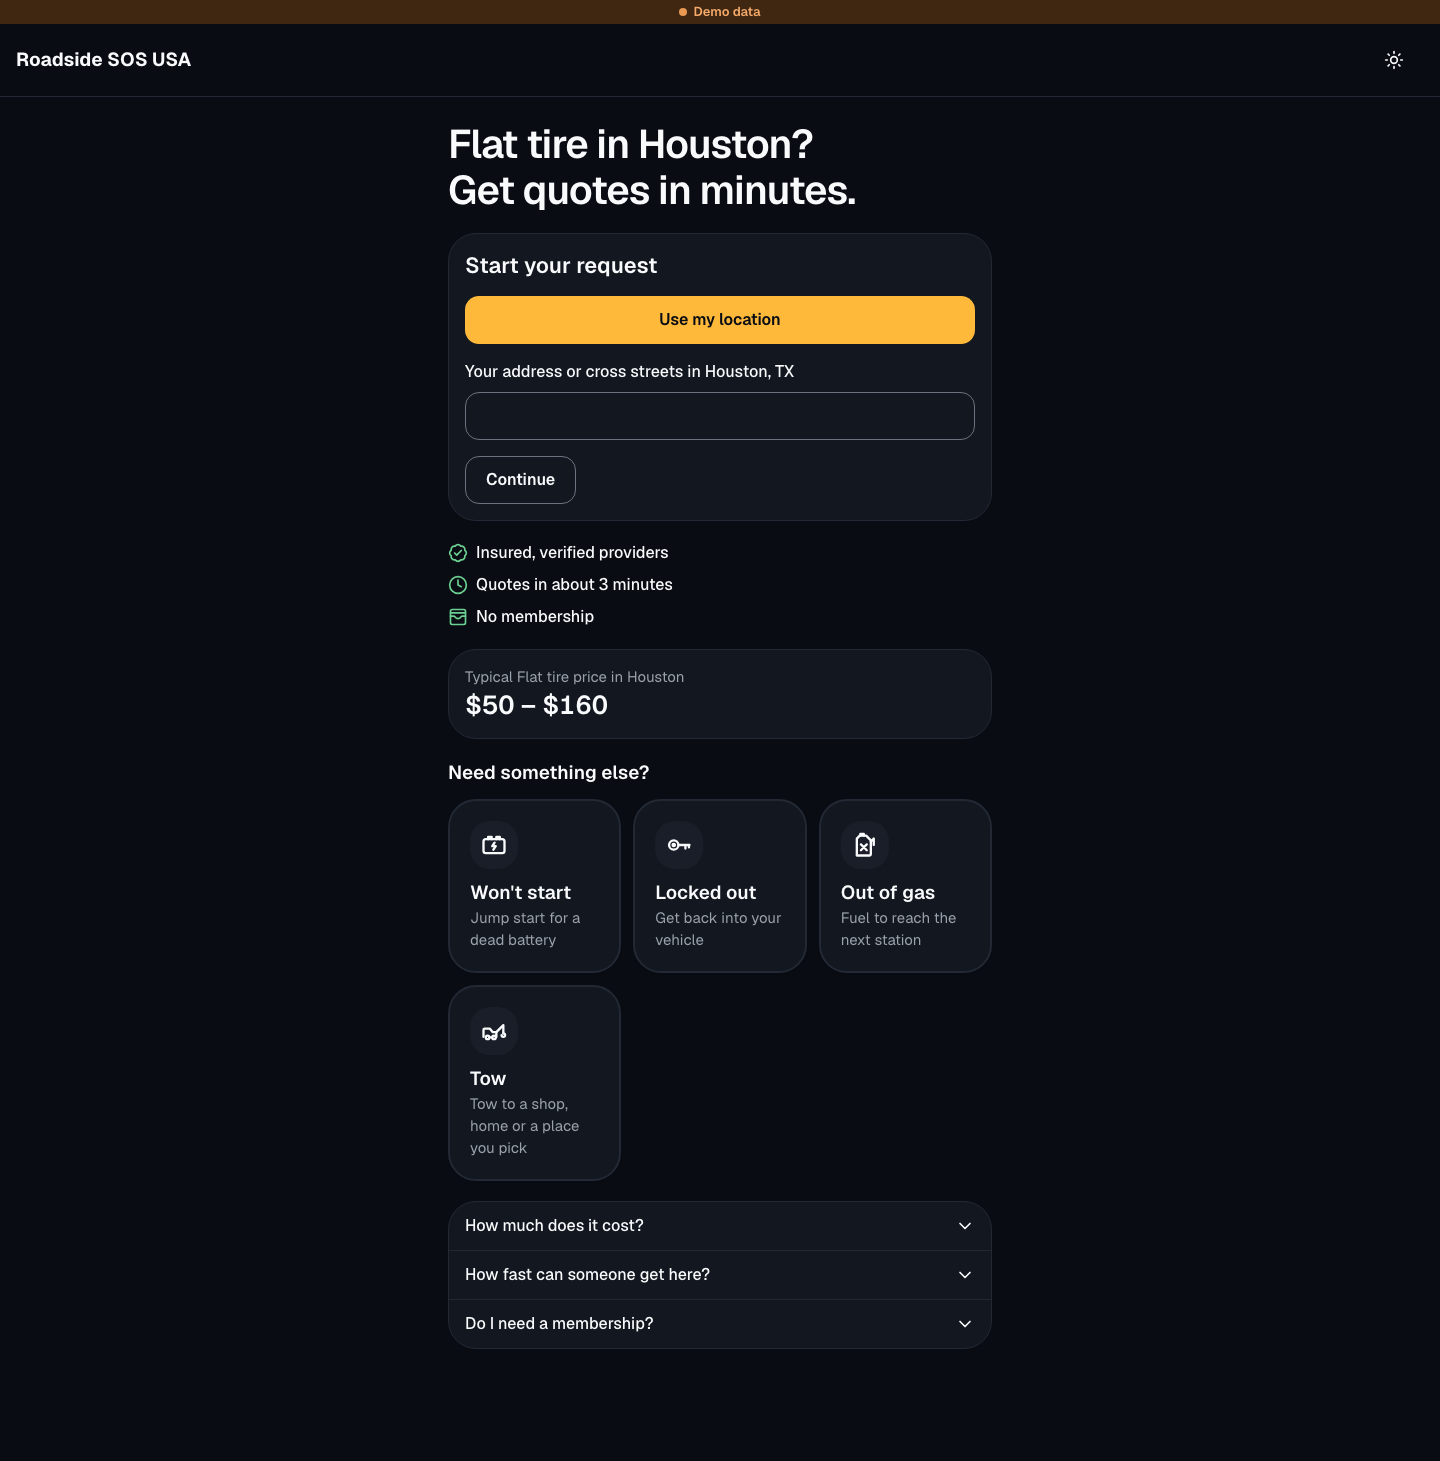 Demo data
Roadside SOS USA
Flat tire in Houston?
Get quotes in minutes.
Start your request
Use my location
Your address or cross streets in Houston, TX
Continue
Insured, verified providers
Quotes in about 3 minutes
No membership
Typical Flat tire price in Houston
$50 – $160
Need something else?
Won't start
Jump start for a
dead battery
Locked out
Get back into your
vehicle
Out of gas
Fuel to reach the
next station
Tow
Tow to a shop,
home or a place
you pick
How much does it cost?
How fast can someone get here?
Do I need a membership?